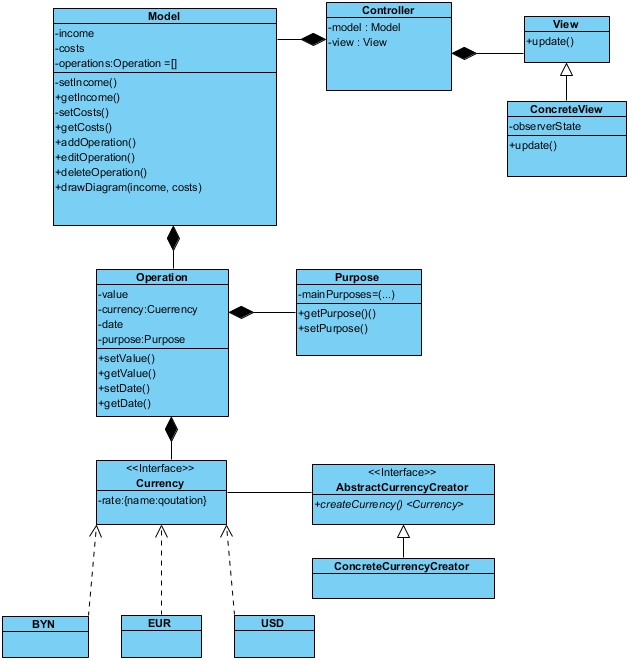 Model
-income
-costs
-operations:Operation =[]
-setIncome()
+getIncome()
-setCosts()
+getCosts()
+addOperation()
+editOperation()
+deleteOperation()
+drawDiagram(income, costs)
Controller
-model : Model
-view : View
View
+update()
ConcreteView
-observerState
+update()
Operation
-value
-currency:Cuerrency
-date
-purpose:Purpose
+setValue()
+getValue()
+setDate()
+getDate()
Purpose
-mainPurposes=(...)
+getPurpose()()
+setPurpose()
<<Interface>>
Currency
-rate:{name:qoutation}
<<Interface>>
AbstractCurrencyCreator
+createCurrency() <Currency>
ConcreteCurrencyCreator
BYN
EUR
USD